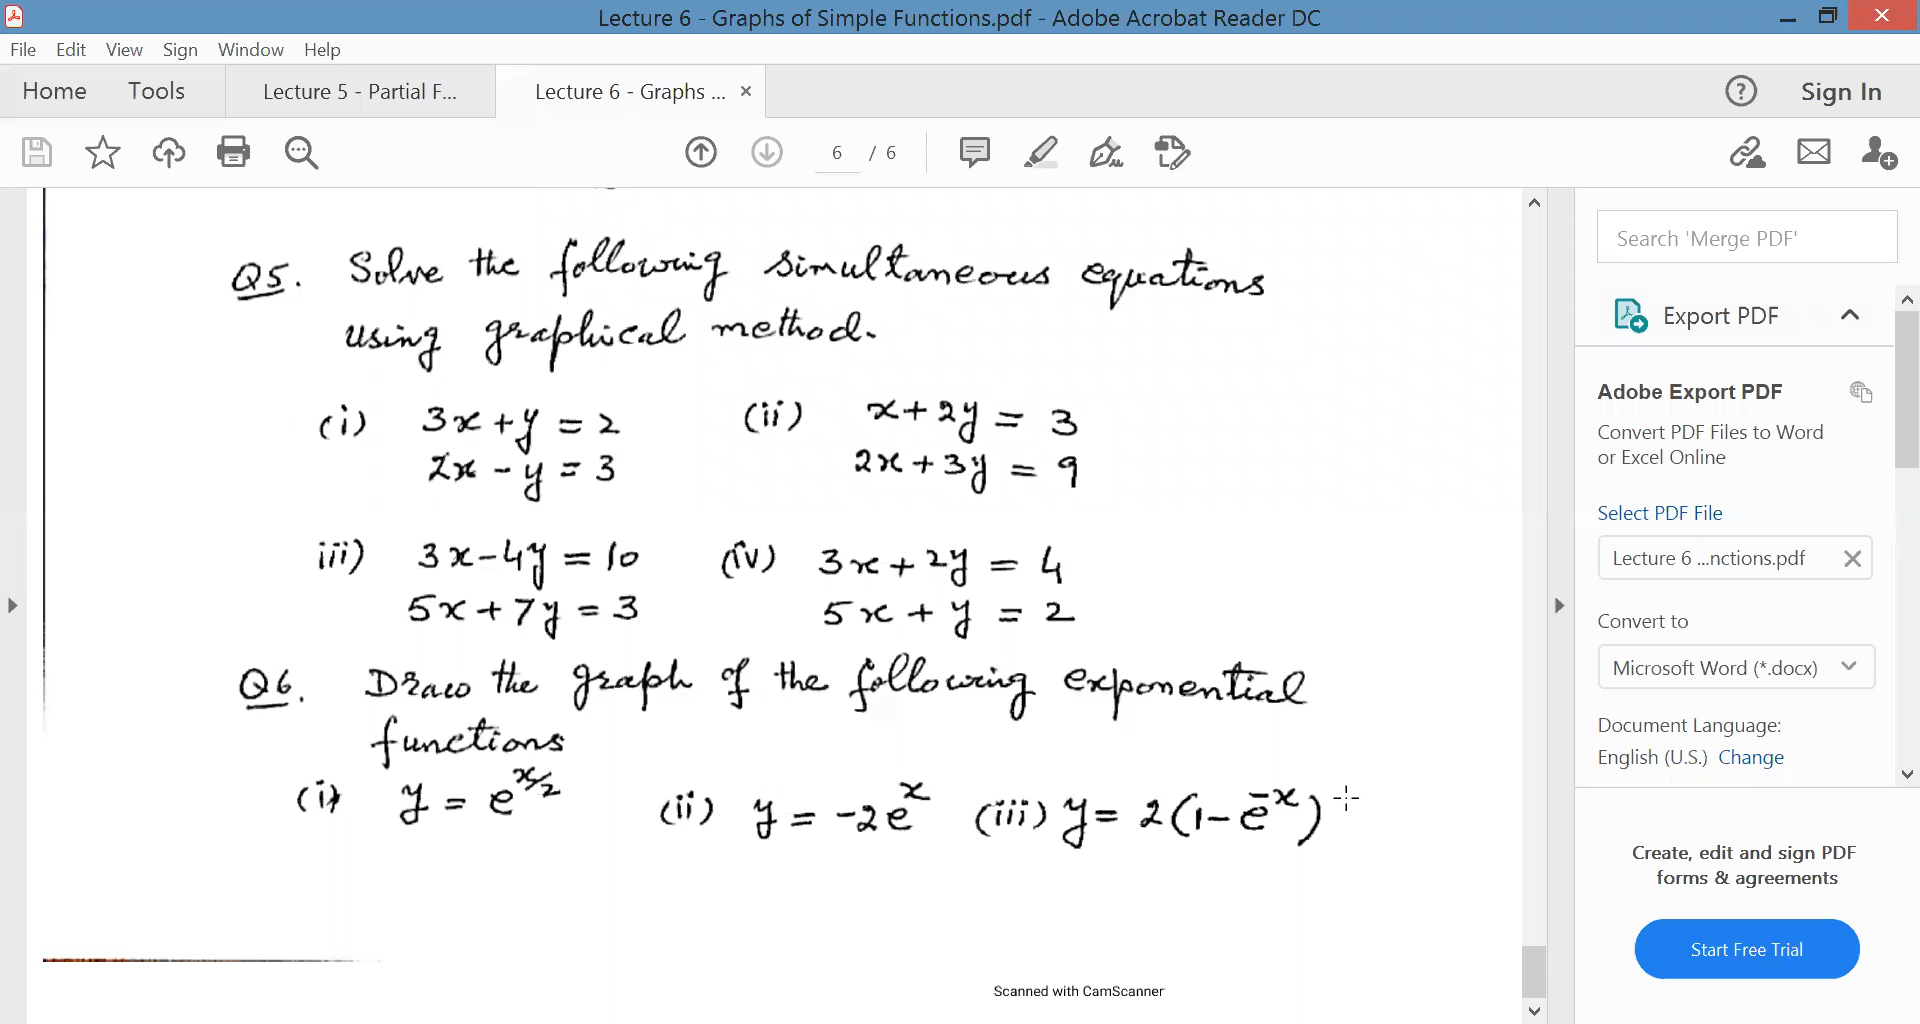 Lecture 6 - Graphs of Simple Functions.pdf - Adobe Acrobat Reader DC
File Edit View Sign Window Help
Home Tools Lecture 5 - Partial F... Lecture 6 - Graphs ... × Sign In
6 / 6
Q5. Solve the following simultaneous equations
using graphical method.
(i) 3x + y = 2 (ii) x + 2y = 3
2x - y = 3 2x + 3y = 9
iii) 3x - 4y = 10 (iv) 3x + 2y = 4
5x + 7y = 3 5x + y = 2
Q6. Draw the graph of the following exponential
functions
(i) y = e^{x/2} (ii) y = -2e^x (iii) y = 2(1 - e^{-x})
Scanned with CamScanner
Search 'Merge PDF'
Export PDF
Adobe Export PDF
Convert PDF Files to Word
or Excel Online
Select PDF File
Lecture 6 ...nctions.pdf
Convert to
Microsoft Word (*.docx)
Document Language:
English (U.S.) Change
Create, edit and sign PDF
forms & agreements
Start Free Trial